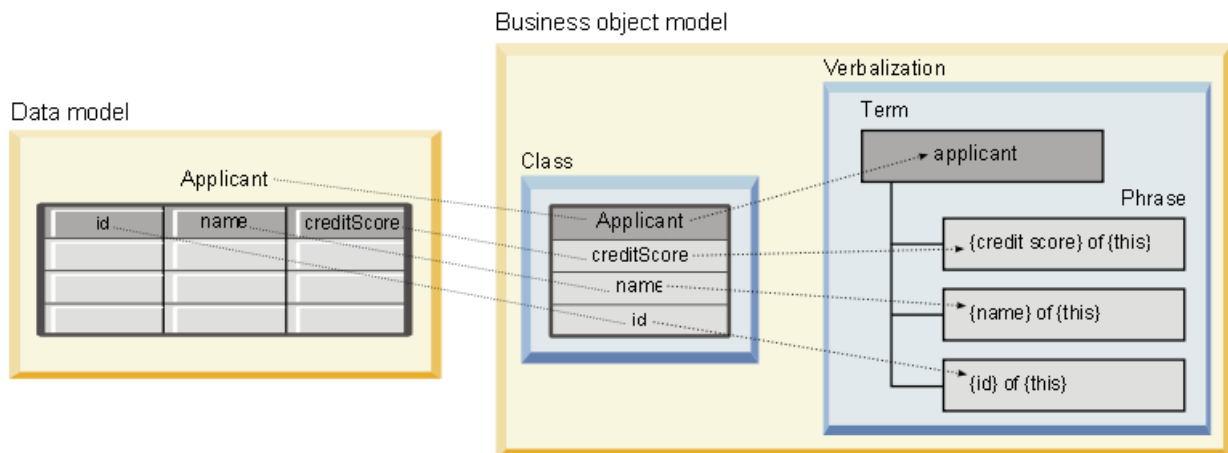 Business object model
Data model
Applicant
id name creditScore
Class
Applicant
creditScore
name
id
Verbalization
Term
applicant
Phrase
{credit score} of {this}
{name} of {this}
{id} of {this}